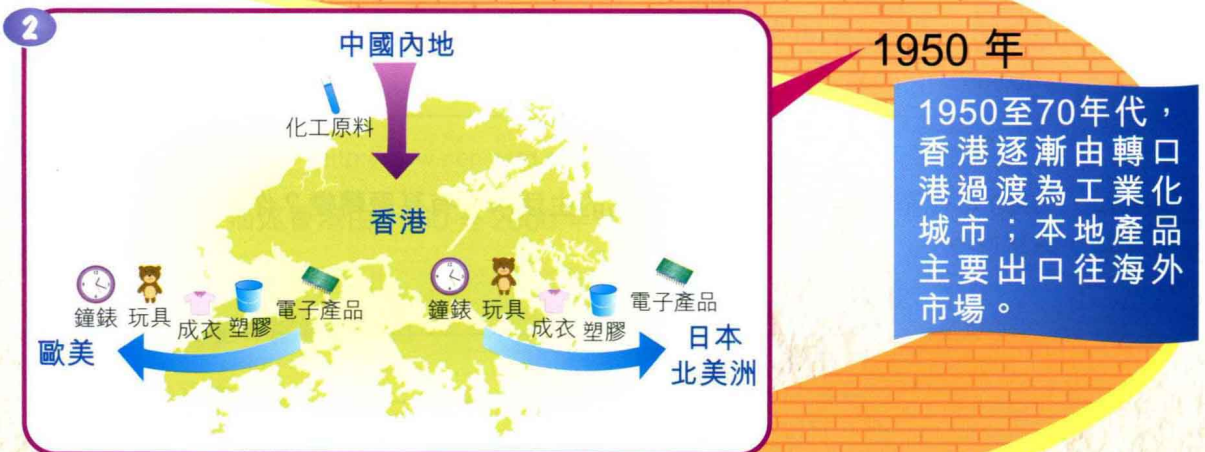 2
中國內地
化工原料
香港
鐘錶 玩具 成衣 塑膠 電子產品
鐘錶 玩具 成衣 塑膠 電子產品
歐美
日本
北美洲
1950 年
1950至70年代，
香港逐漸由轉口
港過渡為工業化
城市；本地產品
主要出口往海外
市場。